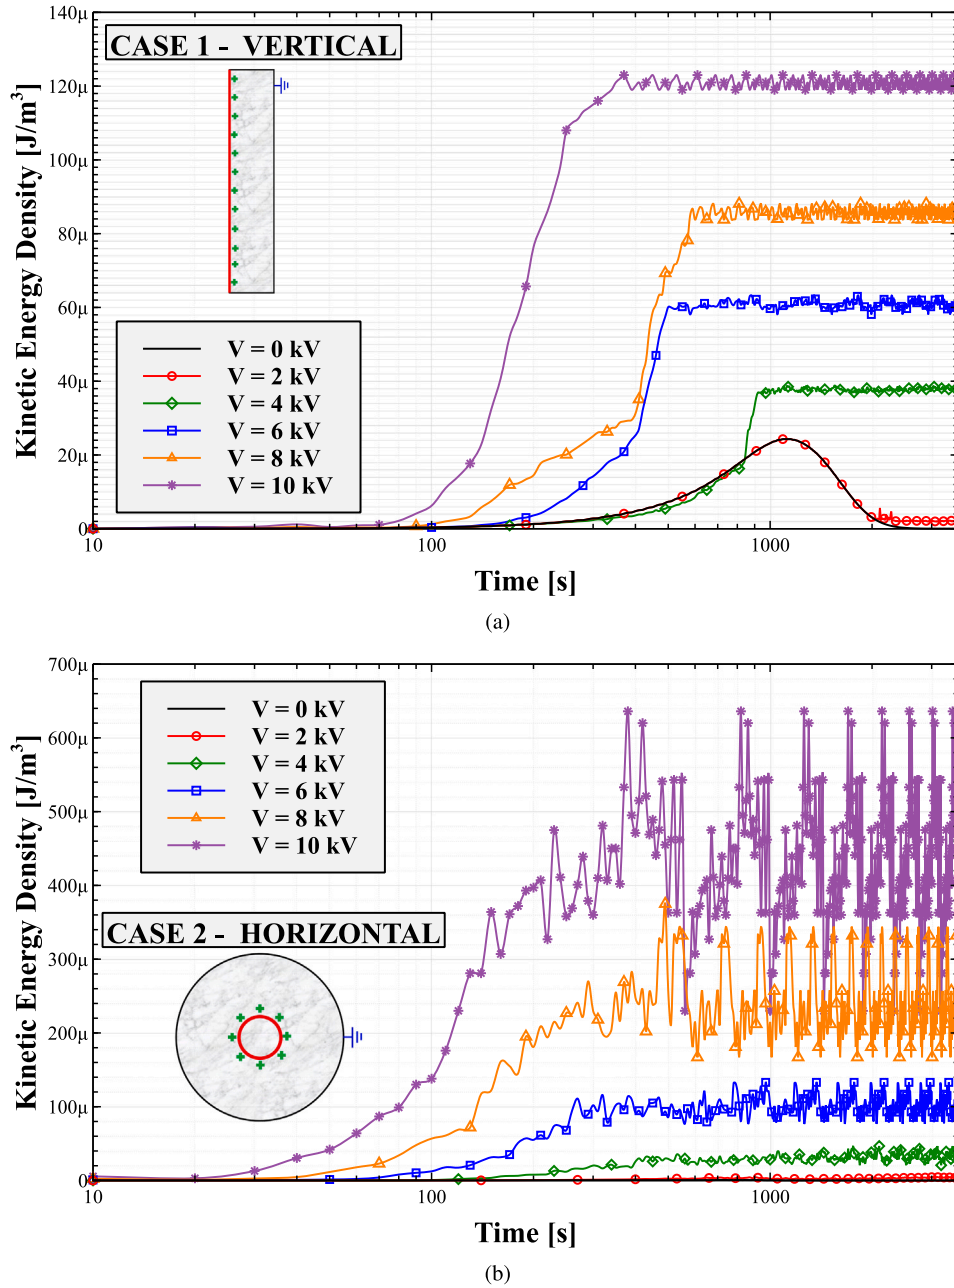 140μ
CASE 1 - VERTICAL
120μ
100μ
80μ
60μ
40μ
20μ
0
Kinetic Energy Density [J/m³]
V = 0 kV
V = 2 kV
V = 4 kV
V = 6 kV
V = 8 kV
V = 10 kV
10 100 1000
Time [s]
(a)
700μ
600μ
500μ
400μ
300μ
200μ
100μ
0
Kinetic Energy Density [J/m³]
V = 0 kV
V = 2 kV
V = 4 kV
V = 6 kV
V = 8 kV
V = 10 kV
CASE 2 - HORIZONTAL
10 100 1000
Time [s]
(b)